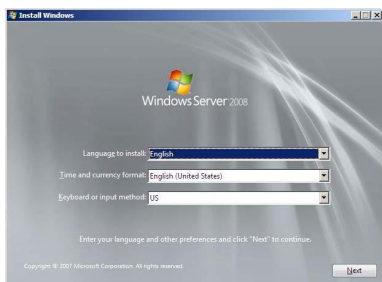 Install Windows
Windows Server 2008
Language to install: English
Time and currency format: English (United States)
Keyboard or input method: US
Enter your language and other preferences and click "Next" to continue.
Copyright © 2007 Microsoft Corporation. All rights reserved.
Next